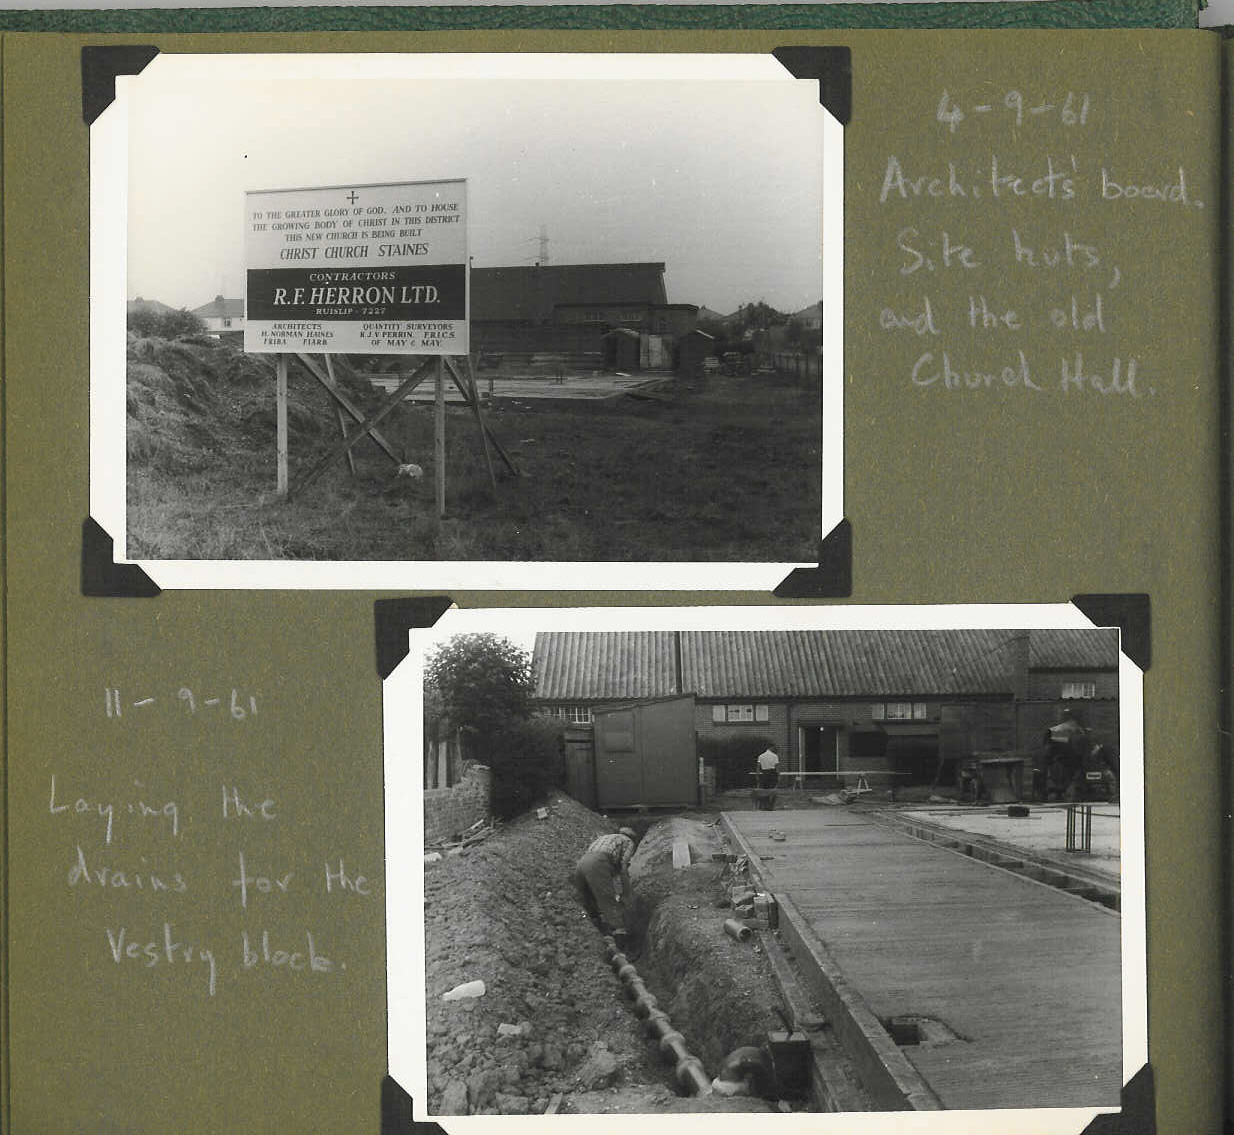 TO THE GREATER GLORY OF GOD. AND TO HOUSE
THE GROWING BODY OF CHRIST IN THIS DISTRICT
THIS NEW CHURCH IS BEING BUILT
CHRIST CHURCH STAINES
CONTRACTORS
R.F. HERRON LTD.
RUISLIP - 7227
ARCHITECTS
H. NORMAN HAINES
FRIBA FIARB
QUANTITY SURVEYORS
R.J.V. PERRIN. F.R.I.C.S.
OF MAY & MAY.
4-9-61
Architects' board.
Site huts,
and the old
Church Hall.
11-9-61
Laying the
drains for the
Vestry block.